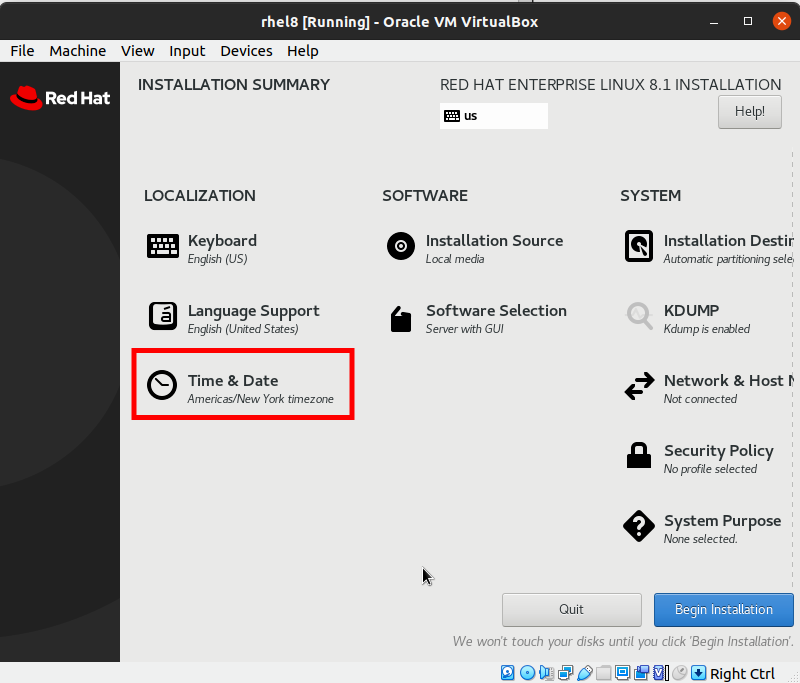 rhel8 [Running] - Oracle VM VirtualBox
File Machine View Input Devices Help
Red Hat
INSTALLATION SUMMARY
RED HAT ENTERPRISE LINUX 8.1 INSTALLATION
us
Help!
LOCALIZATION
Keyboard
English (US)
Language Support
English (United States)
Time & Date
Americas/New York timezone
SOFTWARE
Installation Source
Local media
Software Selection
Server with GUI
SYSTEM
Installation Destin
Automatic partitioning sele
KDUMP
Kdump is enabled
Network & Host N
Not connected
Security Policy
No profile selected
System Purpose
None selected.
Quit
Begin Installation
We won't touch your disks until you click 'Begin Installation'.
Right Ctrl